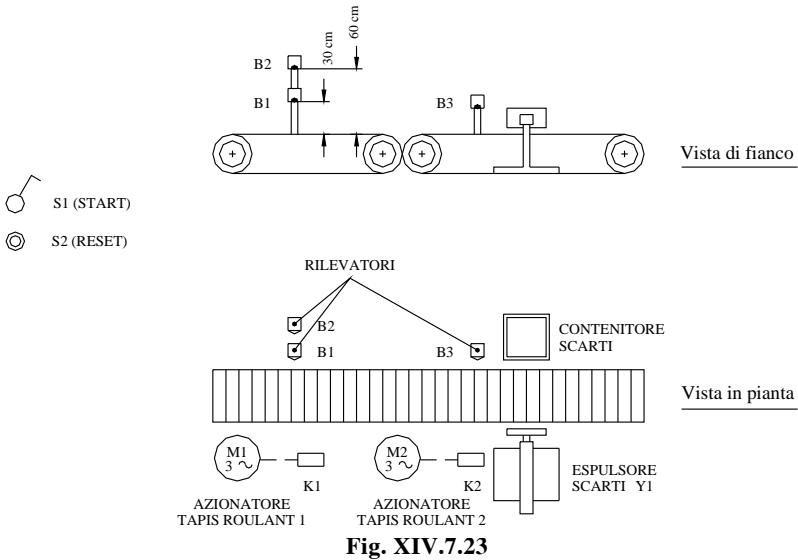 60 cm
30 cm
B2
B1
B3
Vista di fianco
S1 (START)
S2 (RESET)
RILEVATORI
B2
B1
B3
CONTENITORE
SCARTI
Vista in pianta
M1
3 ~
K1
AZIONATORE
TAPIS ROULANT 1
M2
3 ~
K2
AZIONATORE
TAPIS ROULANT 2
ESPULSORE
SCARTI Y1
Fig. XIV.7.23